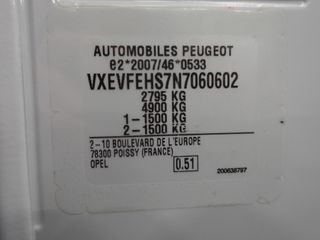 AUTOMOBILES PEUGEOT
e2*2007/46*0533
VXEVFEHS7N7060602
2795 KG
4900 KG
1-1500 KG
2-1500 KG
2-10 BOULEVARD DE L'EUROPE
78300 POISSY (FRANCE)
OPEL 0.51
200638797